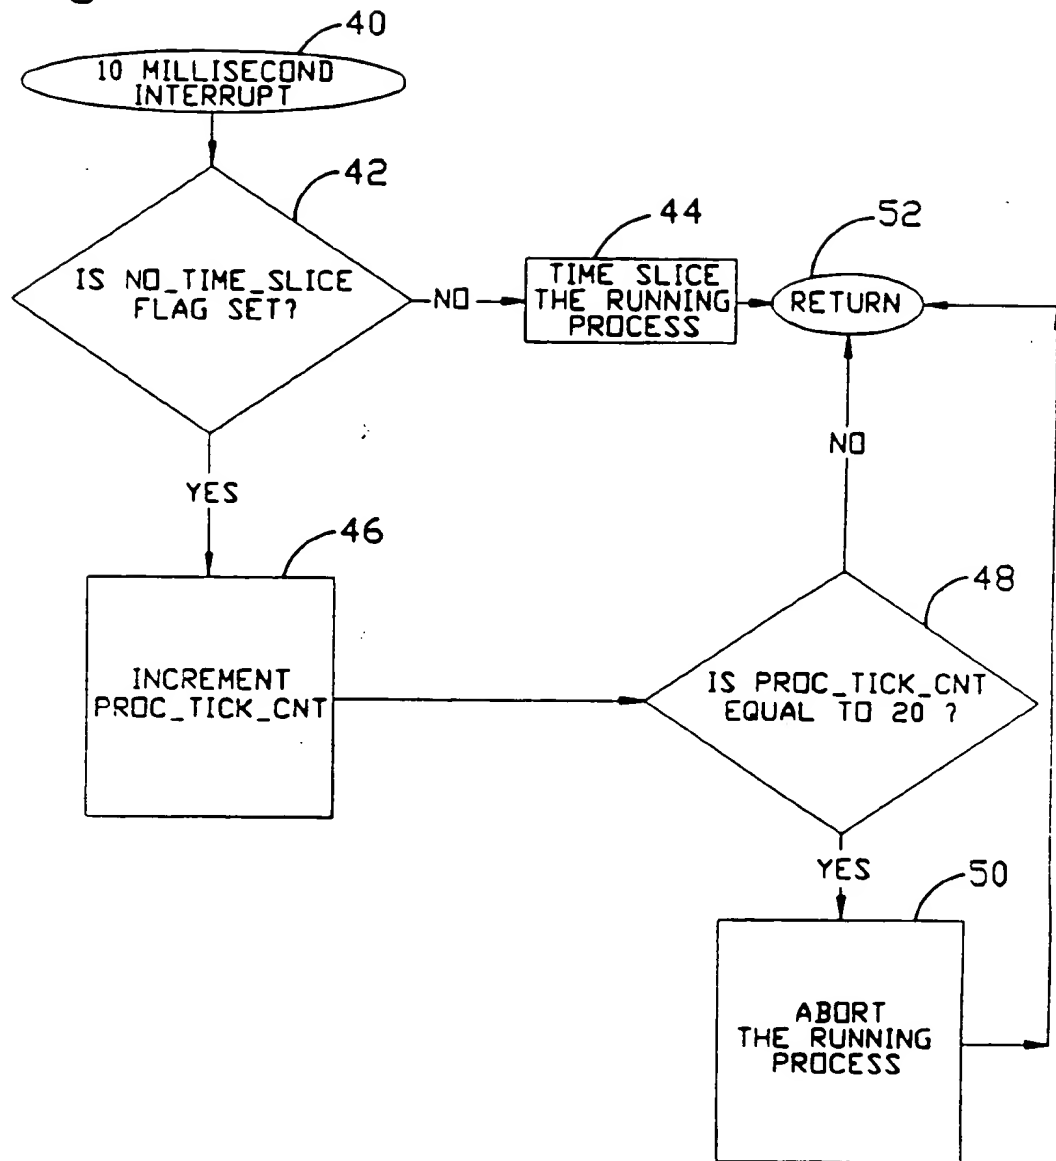 40
10 MILLISECOND
INTERRUPT
42
IS NO_TIME_SLICE
FLAG SET?
NO
44
TIME SLICE
THE RUNNING
PROCESS
52
RETURN
NO
YES
46
INCREMENT
PROC_TICK_CNT
48
IS PROC_TICK_CNT
EQUAL TO 20 ?
YES
50
ABORT
THE RUNNING
PROCESS